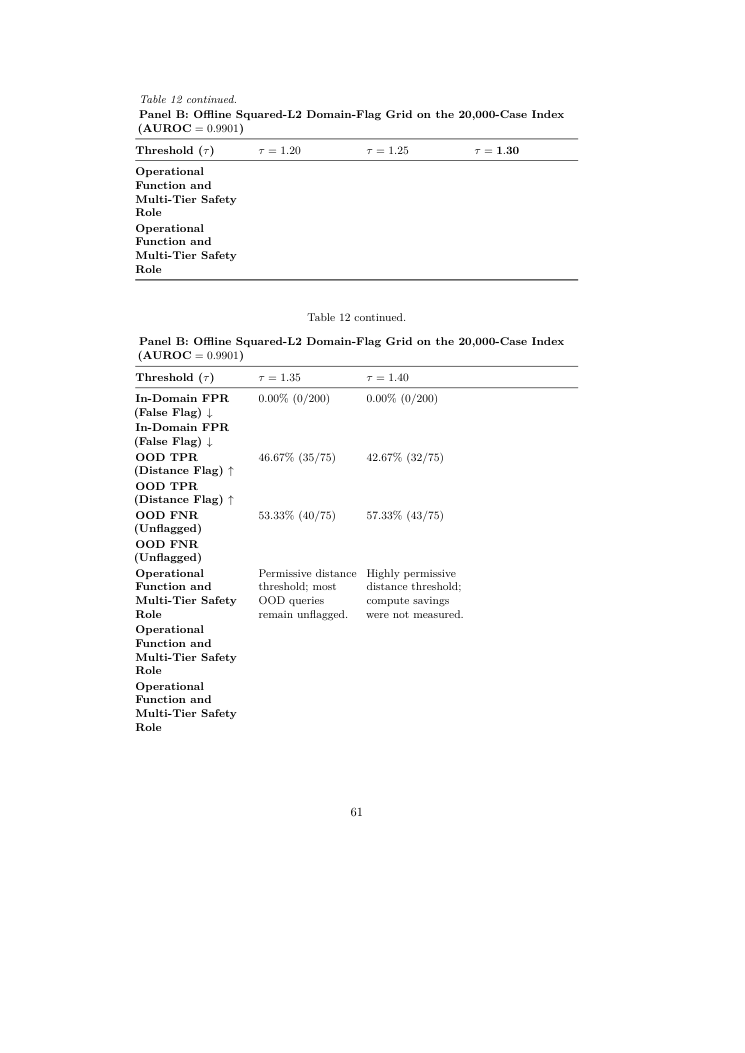 Table 12 continued.
Panel B: Offline Squared-L2 Domain-Flag Grid on the 20,000-Case Index
(AUROC = 0.9901)
Threshold (τ) τ = 1.20 τ = 1.25 τ = 1.30
Operational
Function and
Multi-Tier Safety
Role
Operational
Function and
Multi-Tier Safety
Role
Table 12 continued.
Panel B: Offline Squared-L2 Domain-Flag Grid on the 20,000-Case Index
(AUROC = 0.9901)
Threshold (τ) τ = 1.35 τ = 1.40
In-Domain FPR 0.00% (0/200) 0.00% (0/200)
(False Flag) ↓
In-Domain FPR
(False Flag) ↓
OOD TPR 46.67% (35/75) 42.67% (32/75)
(Distance Flag) ↑
OOD TPR
(Distance Flag) ↑
OOD FNR 53.33% (40/75) 57.33% (43/75)
(Unflagged)
OOD FNR
(Unflagged)
Operational Permissive distance Highly permissive
Function and threshold; most distance threshold;
Multi-Tier Safety OOD queries compute savings
Role remain unflagged. were not measured.
Operational
Function and
Multi-Tier Safety
Role
Operational
Function and
Multi-Tier Safety
Role
61